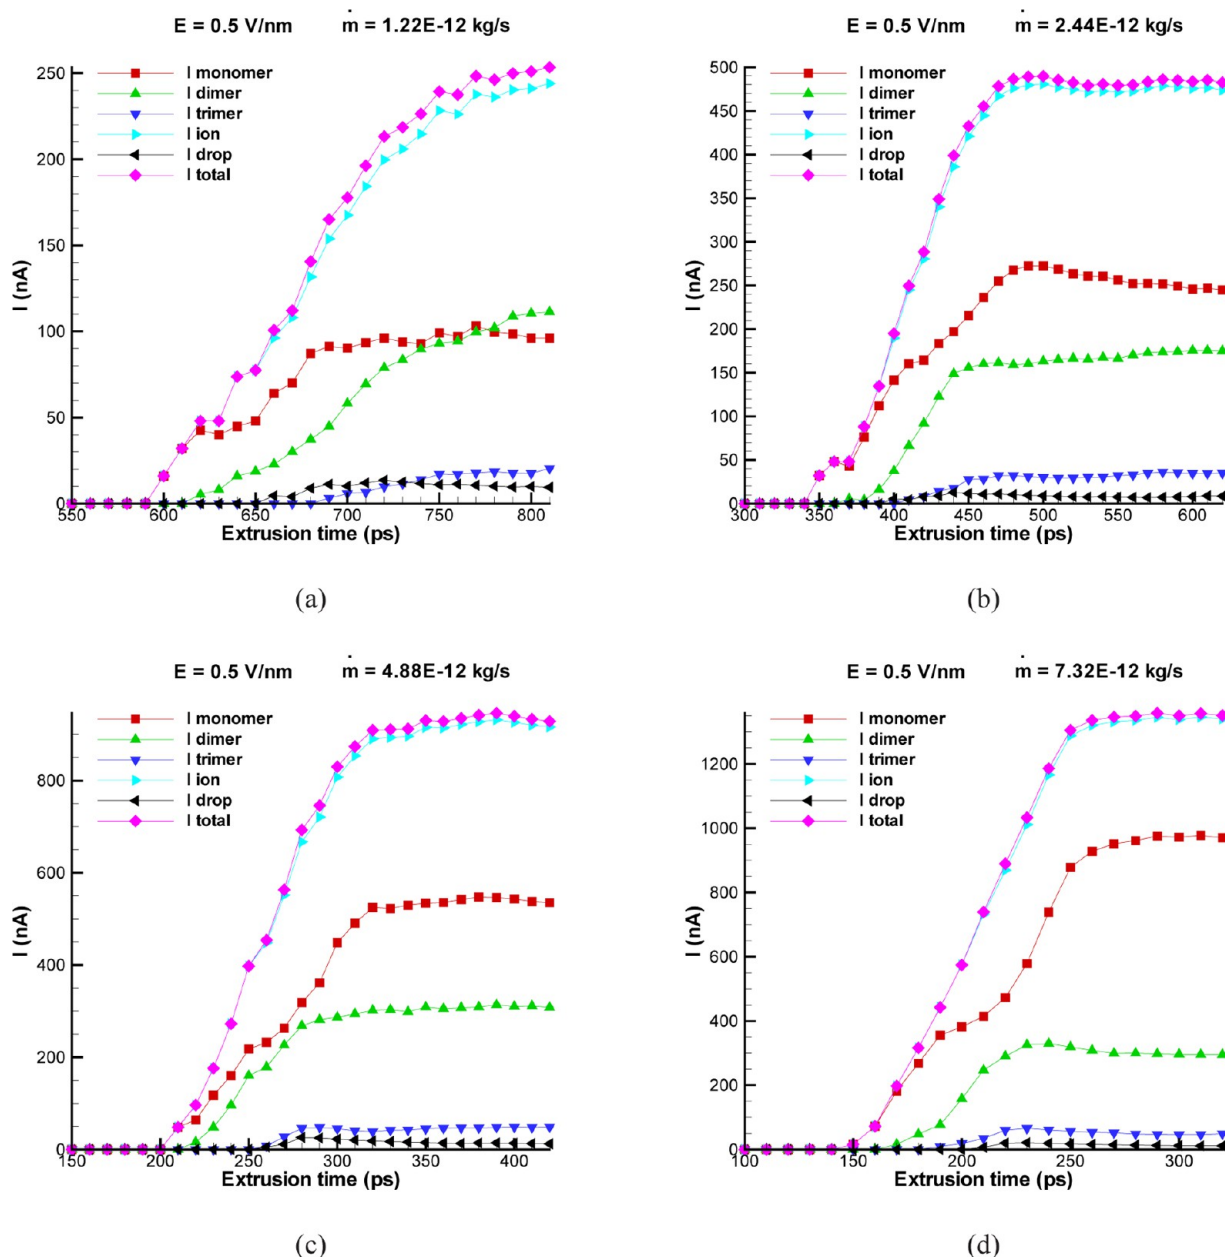 E = 0.5 V/nm ṁ = 1.22E-12 kg/s
I monomer
I dimer
I trimer
I ion
I drop
I total
250
200
150
100
50
0
I (nA)
550 600 650 700 750 800
Extrusion time (ps)
(a)
E = 0.5 V/nm ṁ = 2.44E-12 kg/s
I monomer
I dimer
I trimer
I ion
I drop
I total
500
450
400
350
300
250
200
150
100
50
0
I (nA)
300 350 400 450 500 550 600
Extrusion time (ps)
(b)
E = 0.5 V/nm ṁ = 4.88E-12 kg/s
I monomer
I dimer
I trimer
I ion
I drop
I total
800
600
400
200
0
I (nA)
150 200 250 300 350 400
Extrusion time (ps)
(c)
E = 0.5 V/nm ṁ = 7.32E-12 kg/s
I monomer
I dimer
I trimer
I ion
I drop
I total
1200
1000
800
600
400
200
0
I (nA)
100 150 200 250 300
Extrusion time (ps)
(d)